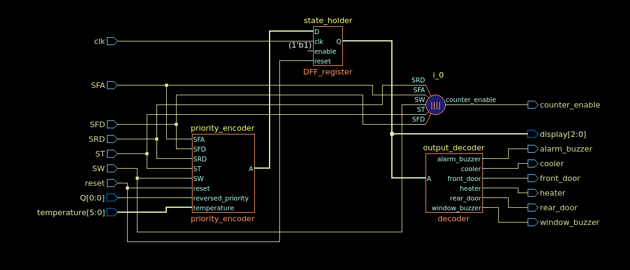 state_holder
D
clk
Q
(1'b1)
enable
reset
DFF_register
clk
SFA
SFD
SRD
ST
SW
reset
Q[0:0]
temperature[5:0]
priority_encoder
SFA
SFD
SRD
ST
A
SW
reset
reversed_priority
temperature
priority_encoder
I_0
SRD
SFA
SW
ST
SFD
counter_enable
output_decoder
alarm_buzzer
cooler
A
front_door
heater
rear_door
window_buzzer
decoder
counter_enable
display[2:0]
alarm_buzzer
cooler
front_door
heater
rear_door
window_buzzer